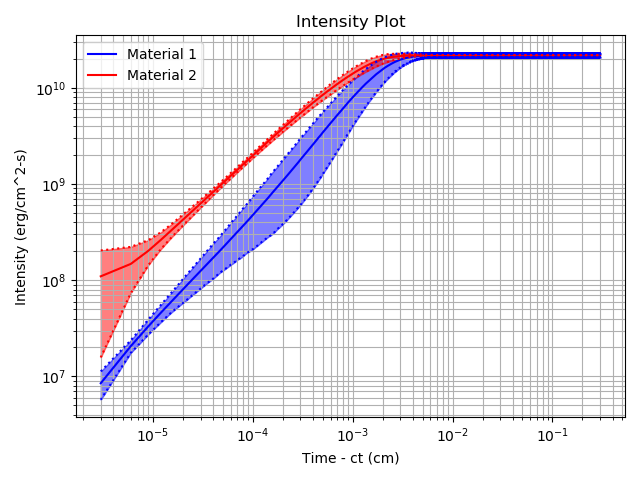 Intensity Plot
Material 1
Material 2
Intensity (erg/cm^2-s)
10^10
10^9
10^8
10^7
10^-5
10^-4
10^-3
10^-2
10^-1
Time - ct (cm)